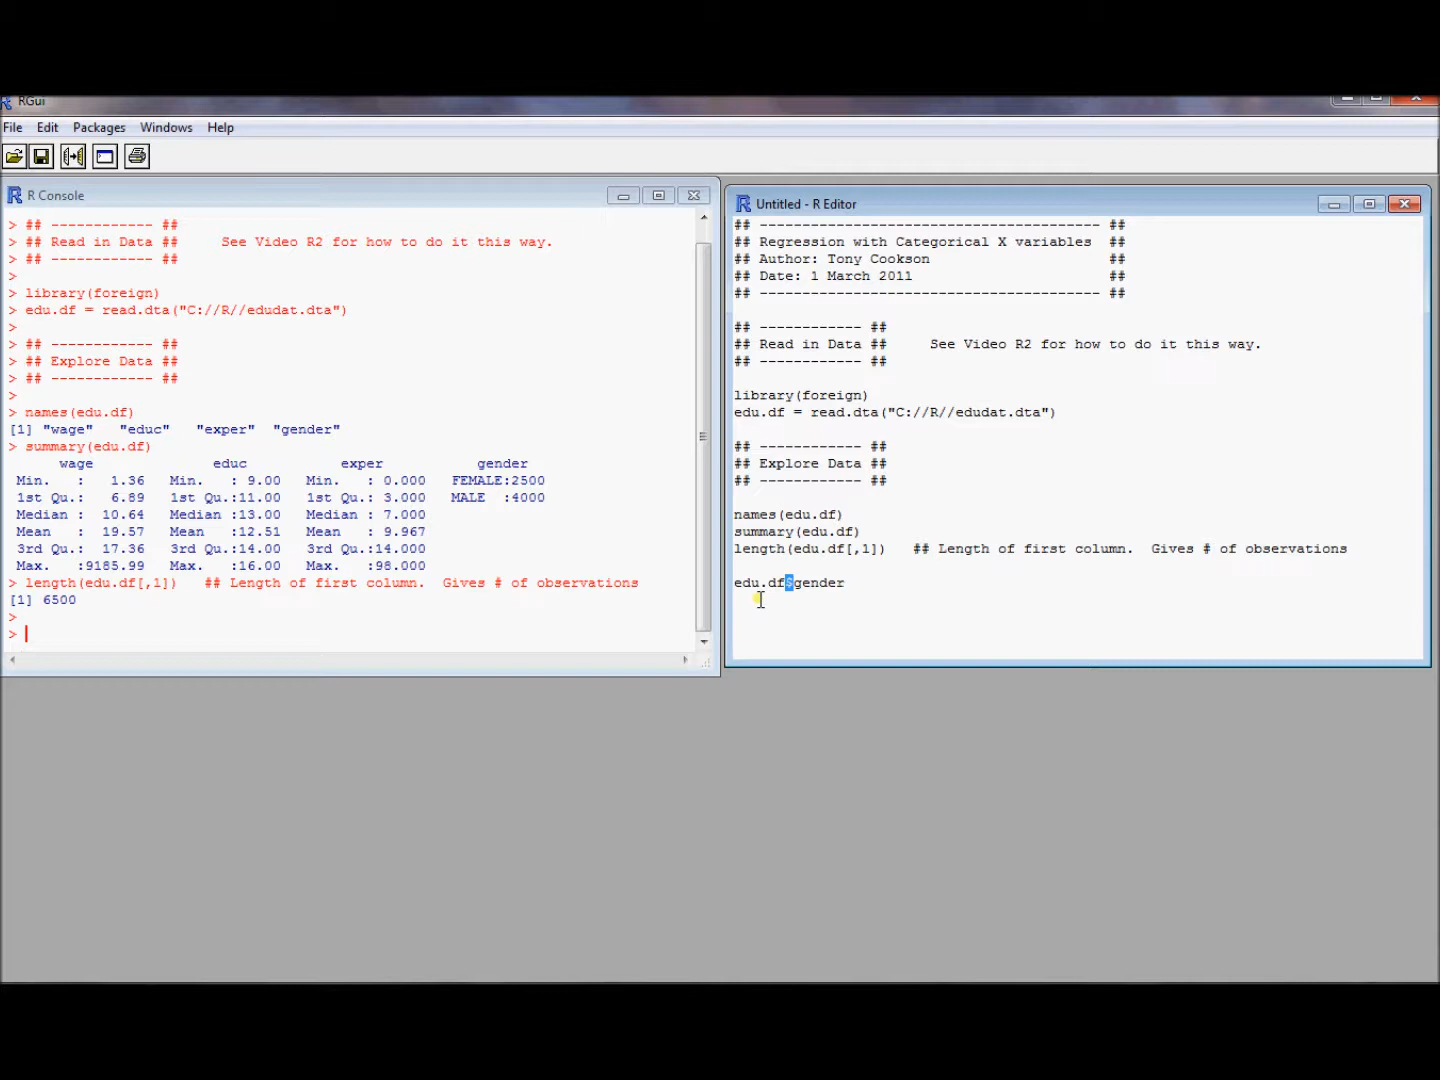 RGui
File Edit Packages Windows Help
R Console
> ## ------------ ##
> ## Read in Data ##     See Video R2 for how to do it this way.
> ## ------------ ##
>
> library(foreign)
> edu.df = read.dta("C://R//edudat.dta")
>
> ## ------------ ##
> ## Explore Data ##
> ## ------------ ##
>
> names(edu.df)
[1] "wage"   "educ"   "exper"  "gender"
> summary(edu.df)
      wage              educ           exper           gender
 Min.   :   1.36   Min.   : 9.00   Min.   : 0.000   FEMALE:2500
 1st Qu.:   6.89   1st Qu.:11.00   1st Qu.: 3.000   MALE  :4000
 Median :  10.64   Median :13.00   Median : 7.000
 Mean   :  19.57   Mean   :12.51   Mean   : 9.967
 3rd Qu.:  17.36   3rd Qu.:14.00   3rd Qu.:14.000
 Max.   :9185.99   Max.   :16.00   Max.   :98.000
> length(edu.df[,1])   ## Length of first column.  Gives # of observations
[1] 6500
>
>
Untitled - R Editor
## ---------------------------------------- ##
## Regression with Categorical X variables  ##
## Author: Tony Cookson                     ##
## Date: 1 March 2011                       ##
## ---------------------------------------- ##
## ------------ ##
## Read in Data ##     See Video R2 for how to do it this way.
## ------------ ##
library(foreign)
edu.df = read.dta("C://R//edudat.dta")
## ------------ ##
## Explore Data ##
## ------------ ##
names(edu.df)
summary(edu.df)
length(edu.df[,1])   ## Length of first column.  Gives # of observations
edu.df$gender